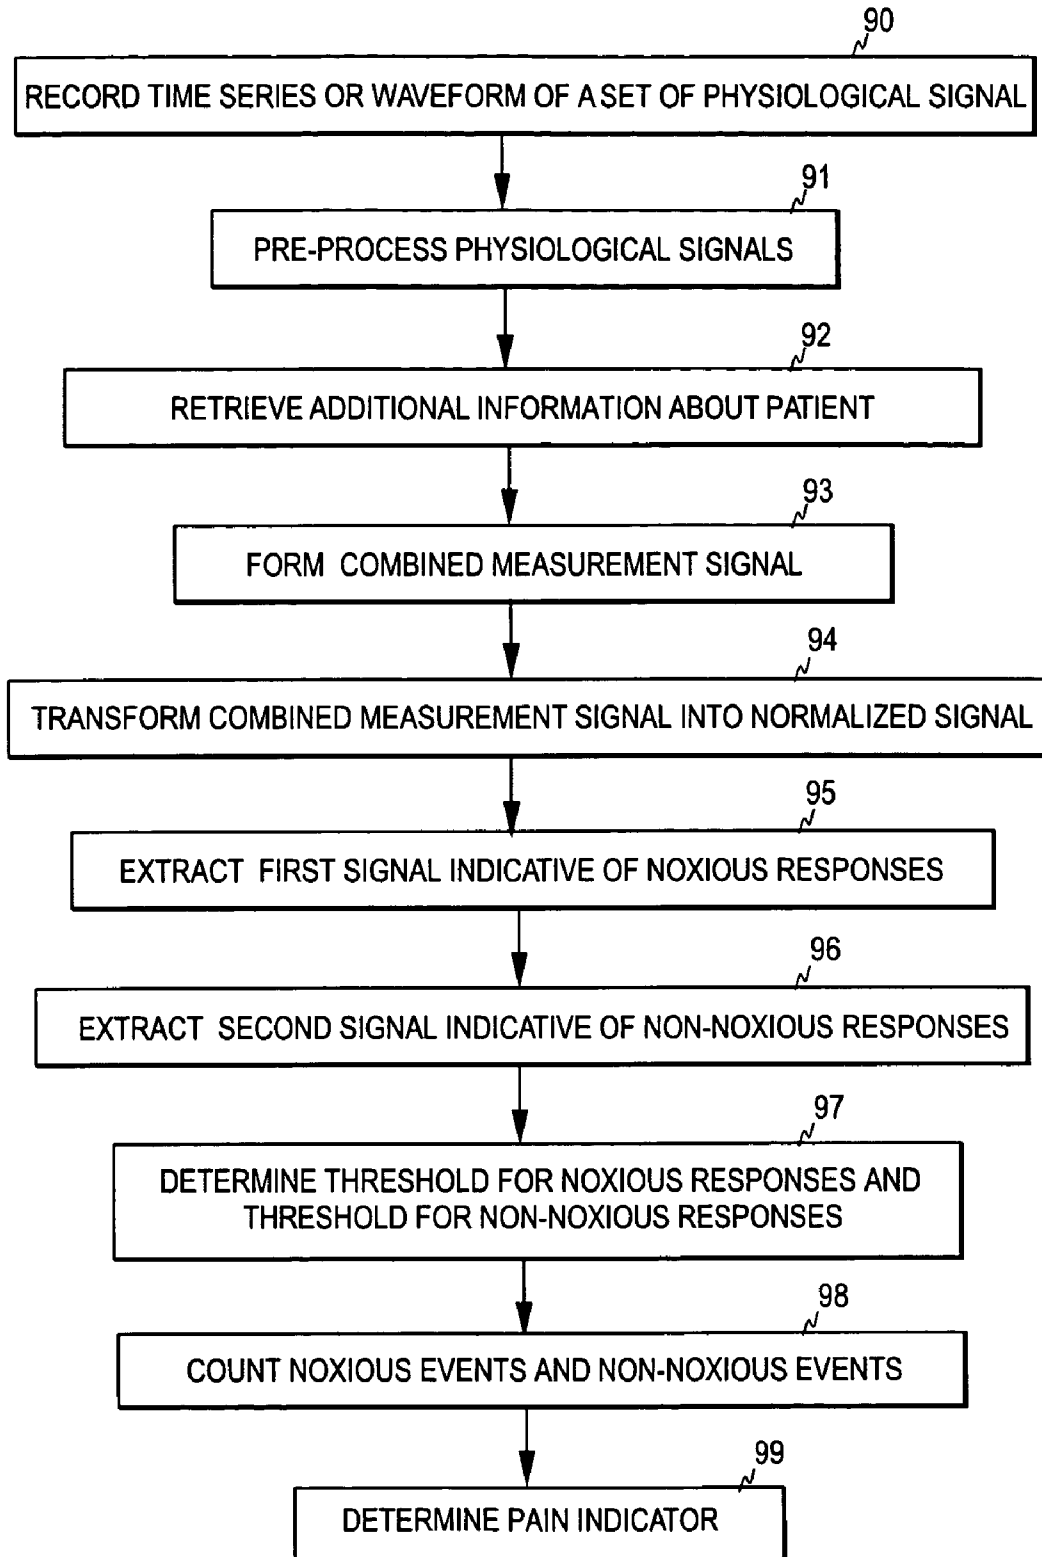 90
RECORD TIME SERIES OR WAVEFORM OF A SET OF PHYSIOLOGICAL SIGNAL
91
PRE-PROCESS PHYSIOLOGICAL SIGNALS
92
RETRIEVE ADDITIONAL INFORMATION ABOUT PATIENT
93
FORM COMBINED MEASUREMENT SIGNAL
94
TRANSFORM COMBINED MEASUREMENT SIGNAL INTO NORMALIZED SIGNAL
95
EXTRACT FIRST SIGNAL INDICATIVE OF NOXIOUS RESPONSES
96
EXTRACT SECOND SIGNAL INDICATIVE OF NON-NOXIOUS RESPONSES
97
DETERMINE THRESHOLD FOR NOXIOUS RESPONSES AND
THRESHOLD FOR NON-NOXIOUS RESPONSES
98
COUNT NOXIOUS EVENTS AND NON-NOXIOUS EVENTS
99
DETERMINE PAIN INDICATOR